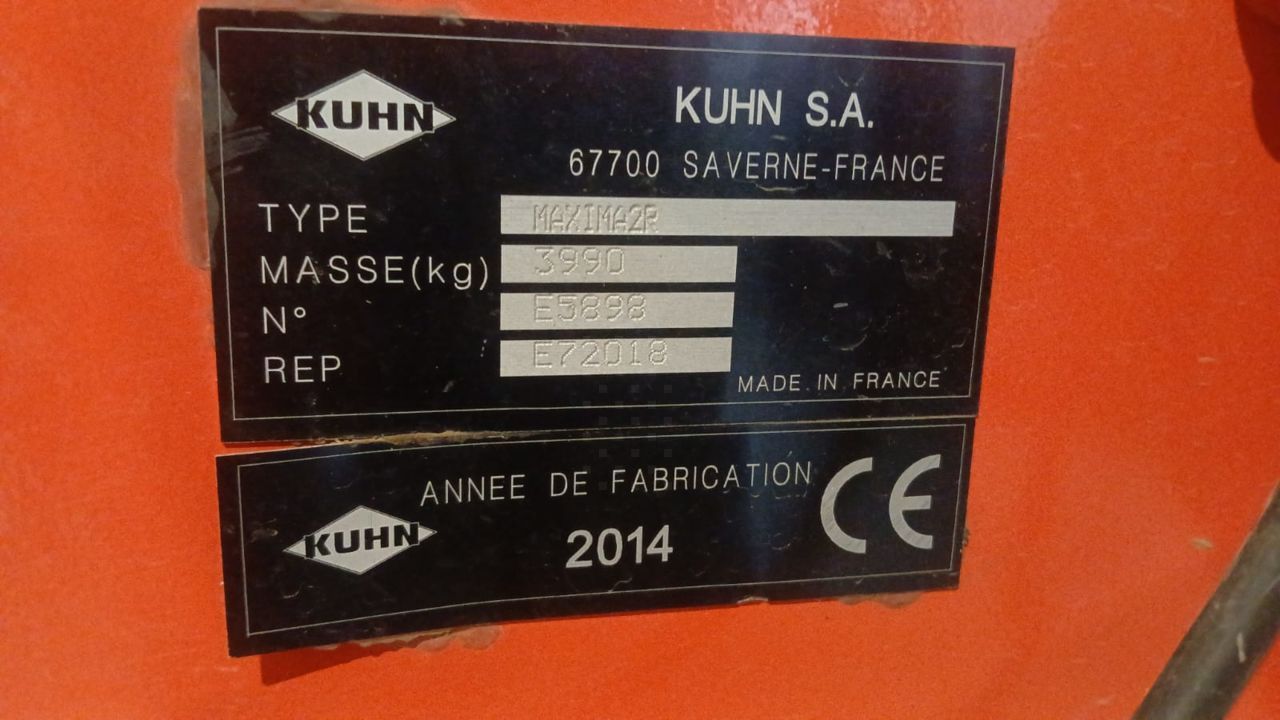 KUHN
KUHN S.A.
67700 SAVERNE-FRANCE
TYPE MAXIMA2R
MASSE(kg) 3990
N° E5898
REP E72018
MADE IN FRANCE
ANNEE DE FABRICATION
CE
KUHN
2014